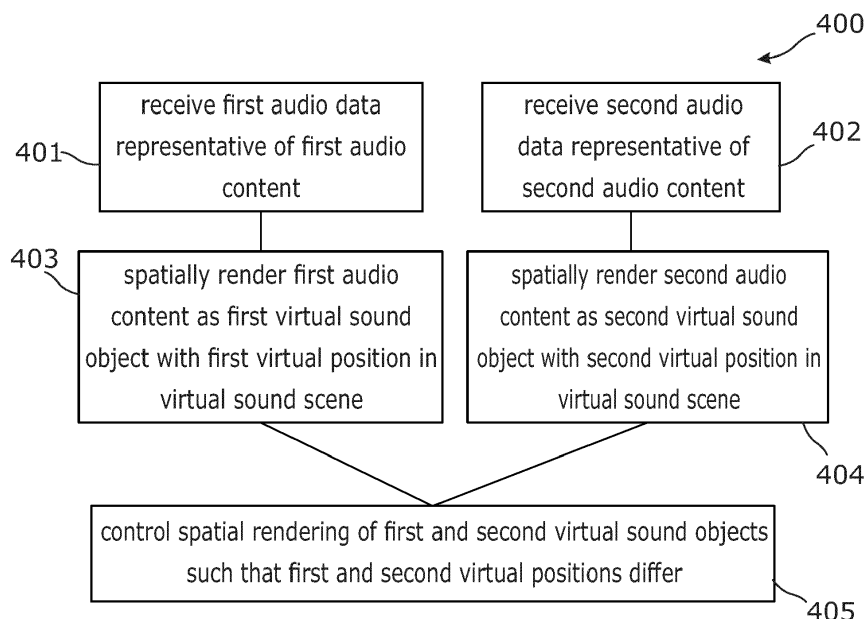 400
receive first audio data
representative of first audio
content
401
receive second audio
data representative of
second audio content
402
403
spatially render first audio
content as first virtual sound
object with first virtual position in
virtual sound scene
spatially render second audio
content as second virtual sound
object with second virtual position in
virtual sound scene
404
control spatial rendering of first and second virtual sound objects
such that first and second virtual positions differ
405